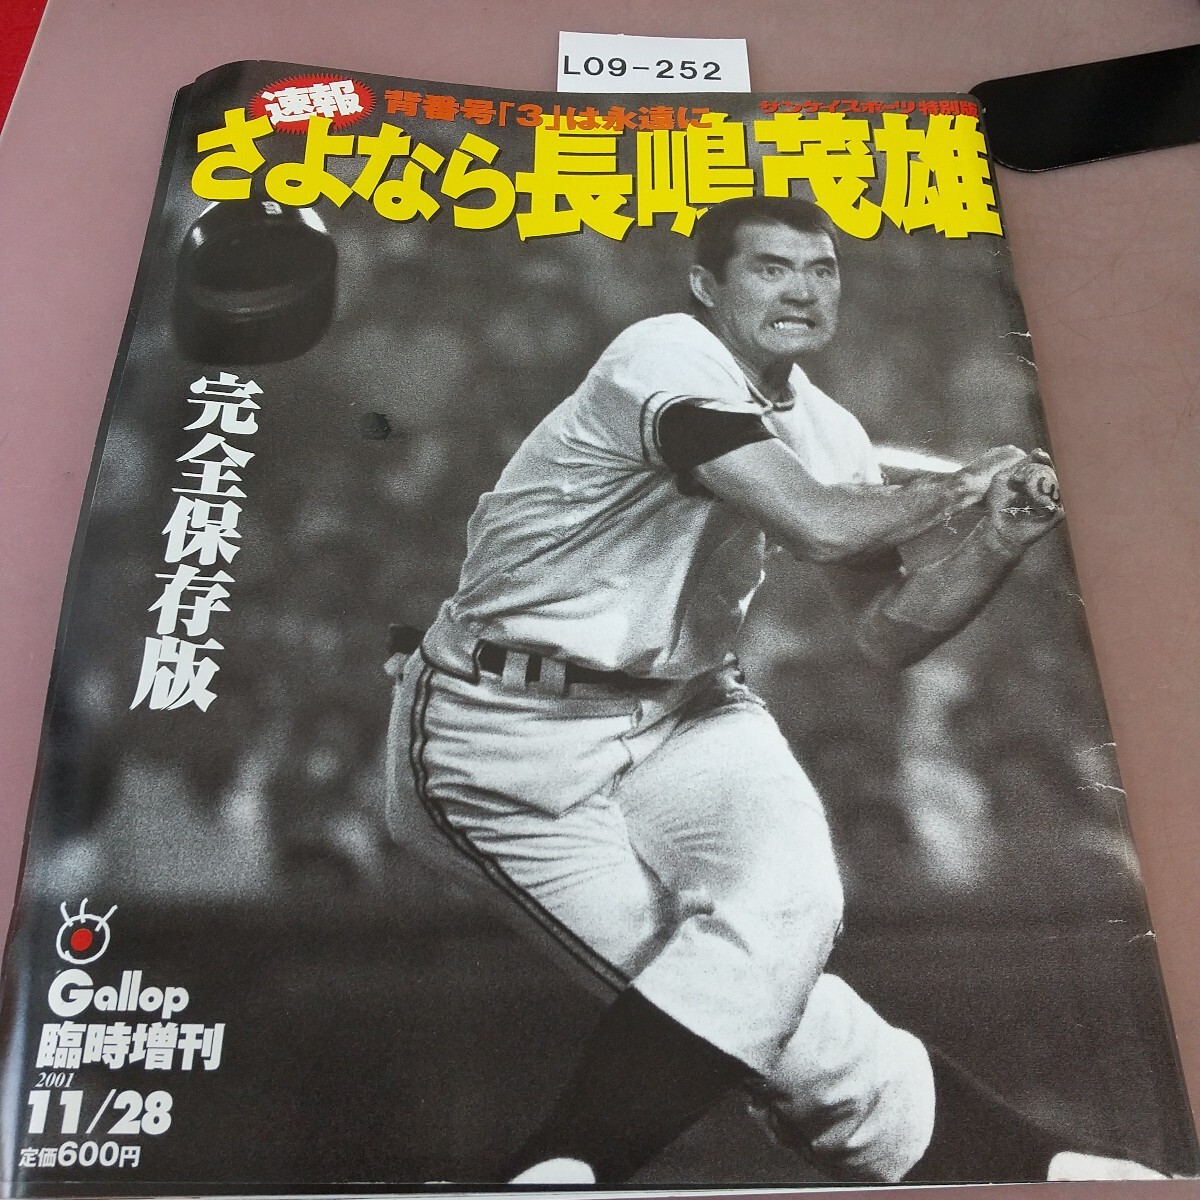 L09-252
速報
背番号「3」は永遠に
サンケイスポーツ 特別版
さよなら長嶋茂雄
完全保存版
Gallop
臨時増刊
2001
11/28
定価600円